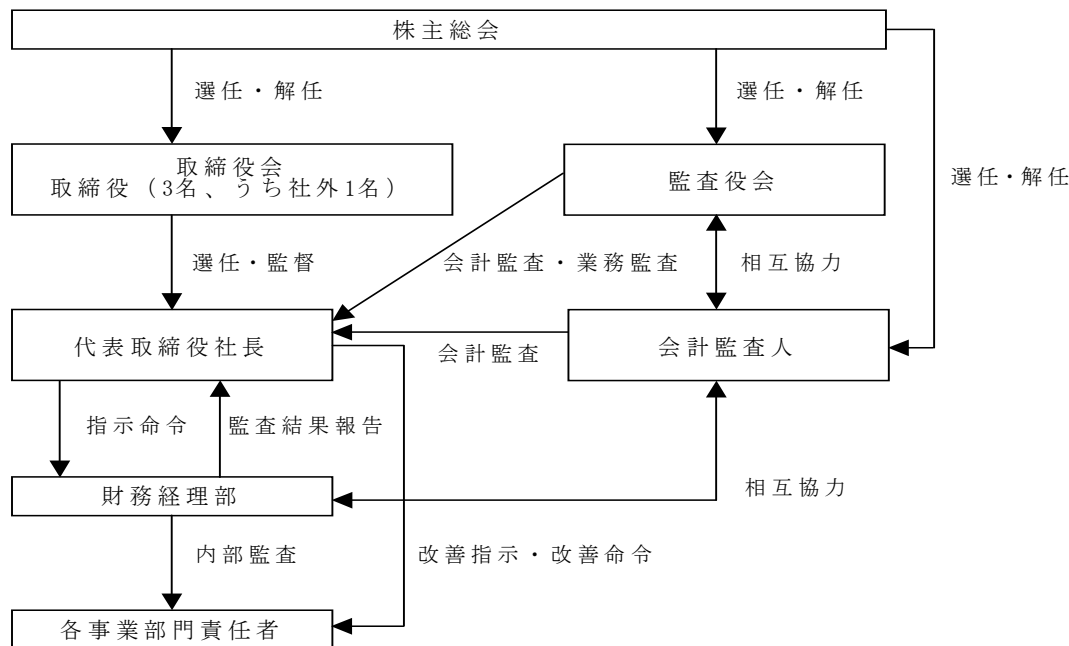 株主総会
選任・解任
選任・解任
取締役会
取締役（3名、うち社外1名）
監査役会
選任・解任
選任・監督
会計監査・業務監査
相互協力
代表取締役社長
会計監査
会計監査人
指示命令
監査結果報告
財務経理部
相互協力
内部監査
改善指示・改善命令
各事業部門責任者